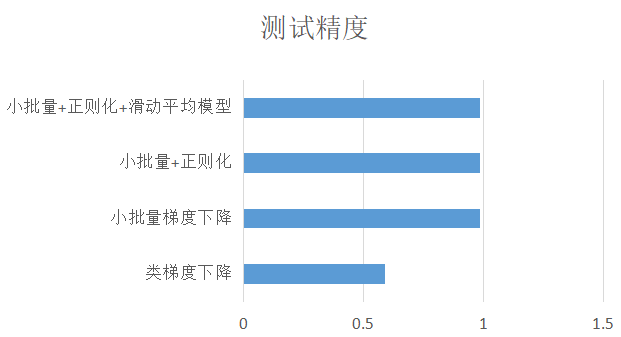 测试精度
小批量+正则化+滑动平均模型
小批量+正则化
小批量梯度下降
类梯度下降
0 0.5 1 1.5